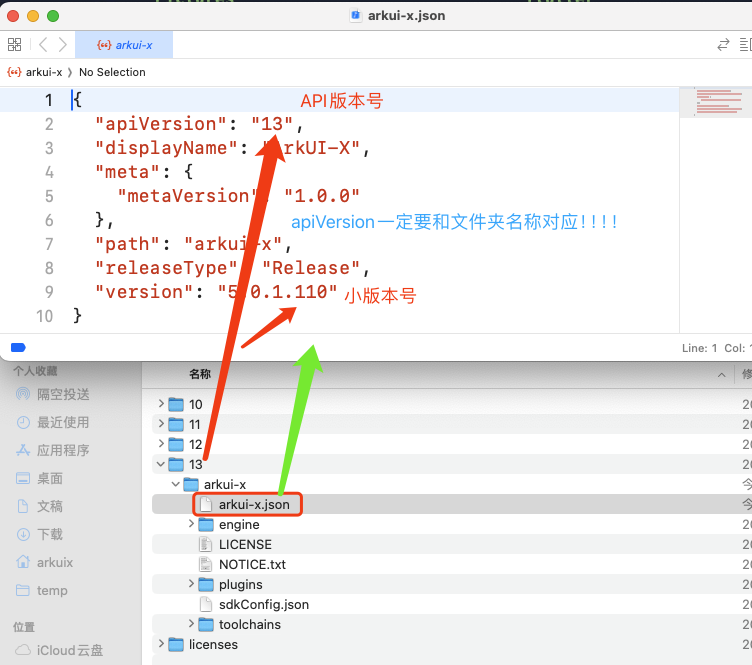 arkui-x.json
arkui-x
arkui-x 〉 No Selection
1 {
API版本号
2 "apiVersion": "13",
3 "displayName": "ArkUI-X",
4 "meta": {
5 "metaVersion": "1.0.0"
6 },
apiVersion一定要和文件夹名称对应！！！！
7 "path": "arkui-x",
8 "releaseType": "Release",
9 "version": "5.0.1.110"
小版本号
10 }
Line: 1 Col: 1
个人收藏
名称
隔空投送
10
最近使用
11
应用程序
12
13
桌面
arkui-x
文稿
arkui-x.json
engine
下载
LICENSE
arkuix
NOTICE.txt
temp
plugins
sdkConfig.json
位置
toolchains
iCloud云盘
licenses